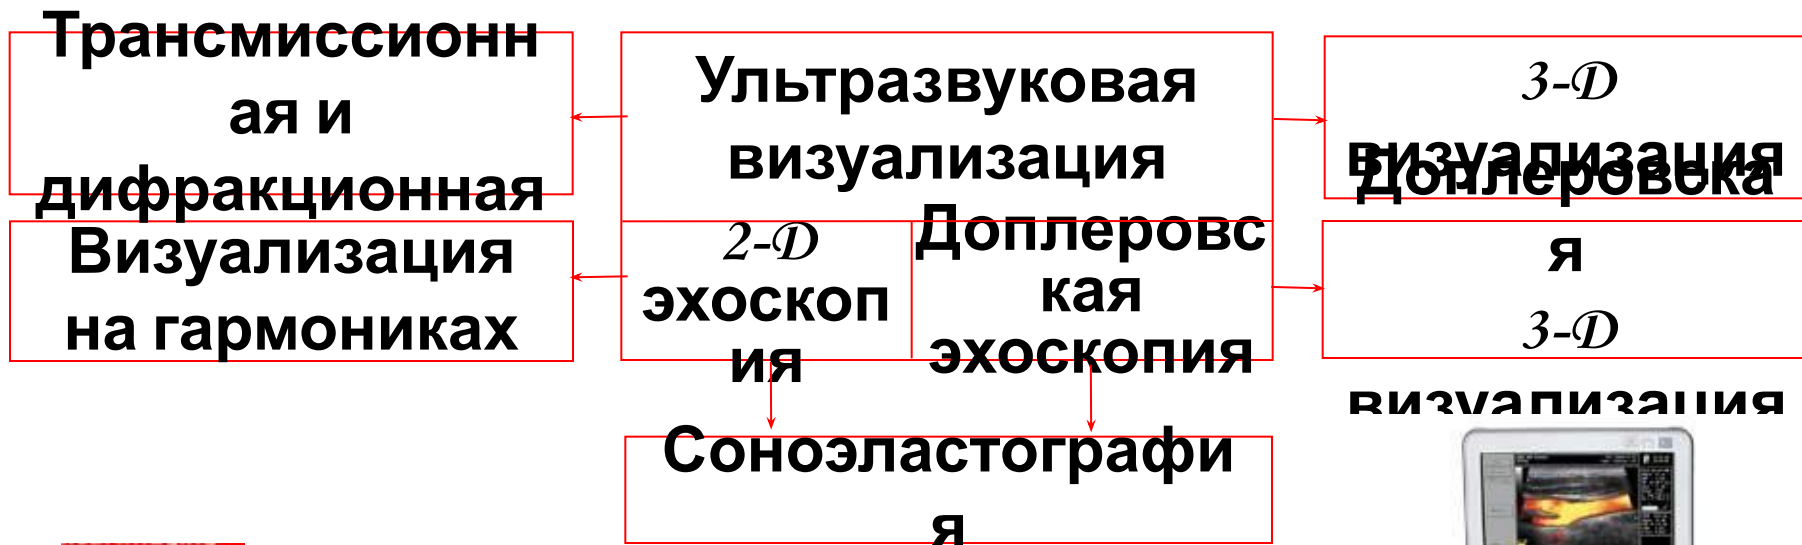 Трансмиссионн
ая и
дифракционная
Ультразвуковая
визуализация
3-D
визуализация
Визуализация
на гармониках
2-D
эхоскоп
ия
Доплеровс
кая
эхоскопия
Доплеровска
я
3-D
визуализация
Соноэластографи
я